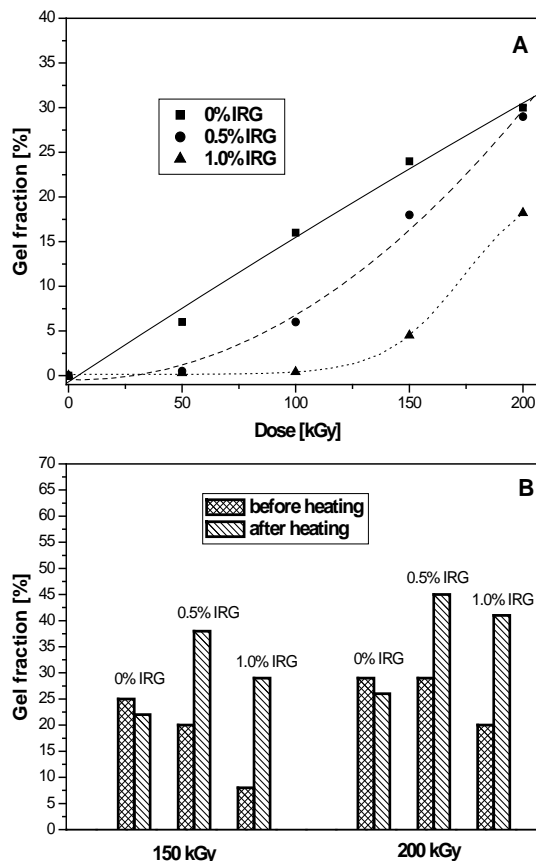 40
A
35
0% IRG
30
0.5% IRG
25
1.0% IRG
20
15
10
5
0
Gel fraction [%]
0 50 100 150 200
Dose [kGy]
70
B
65
before heating
60
after heating
55
50
0.5% IRG
45
1.0% IRG
0.5% IRG
40
35
1.0% IRG
30
0% IRG
0% IRG
25
20
15
10
5
0
Gel fraction [%]
150 kGy 200 kGy